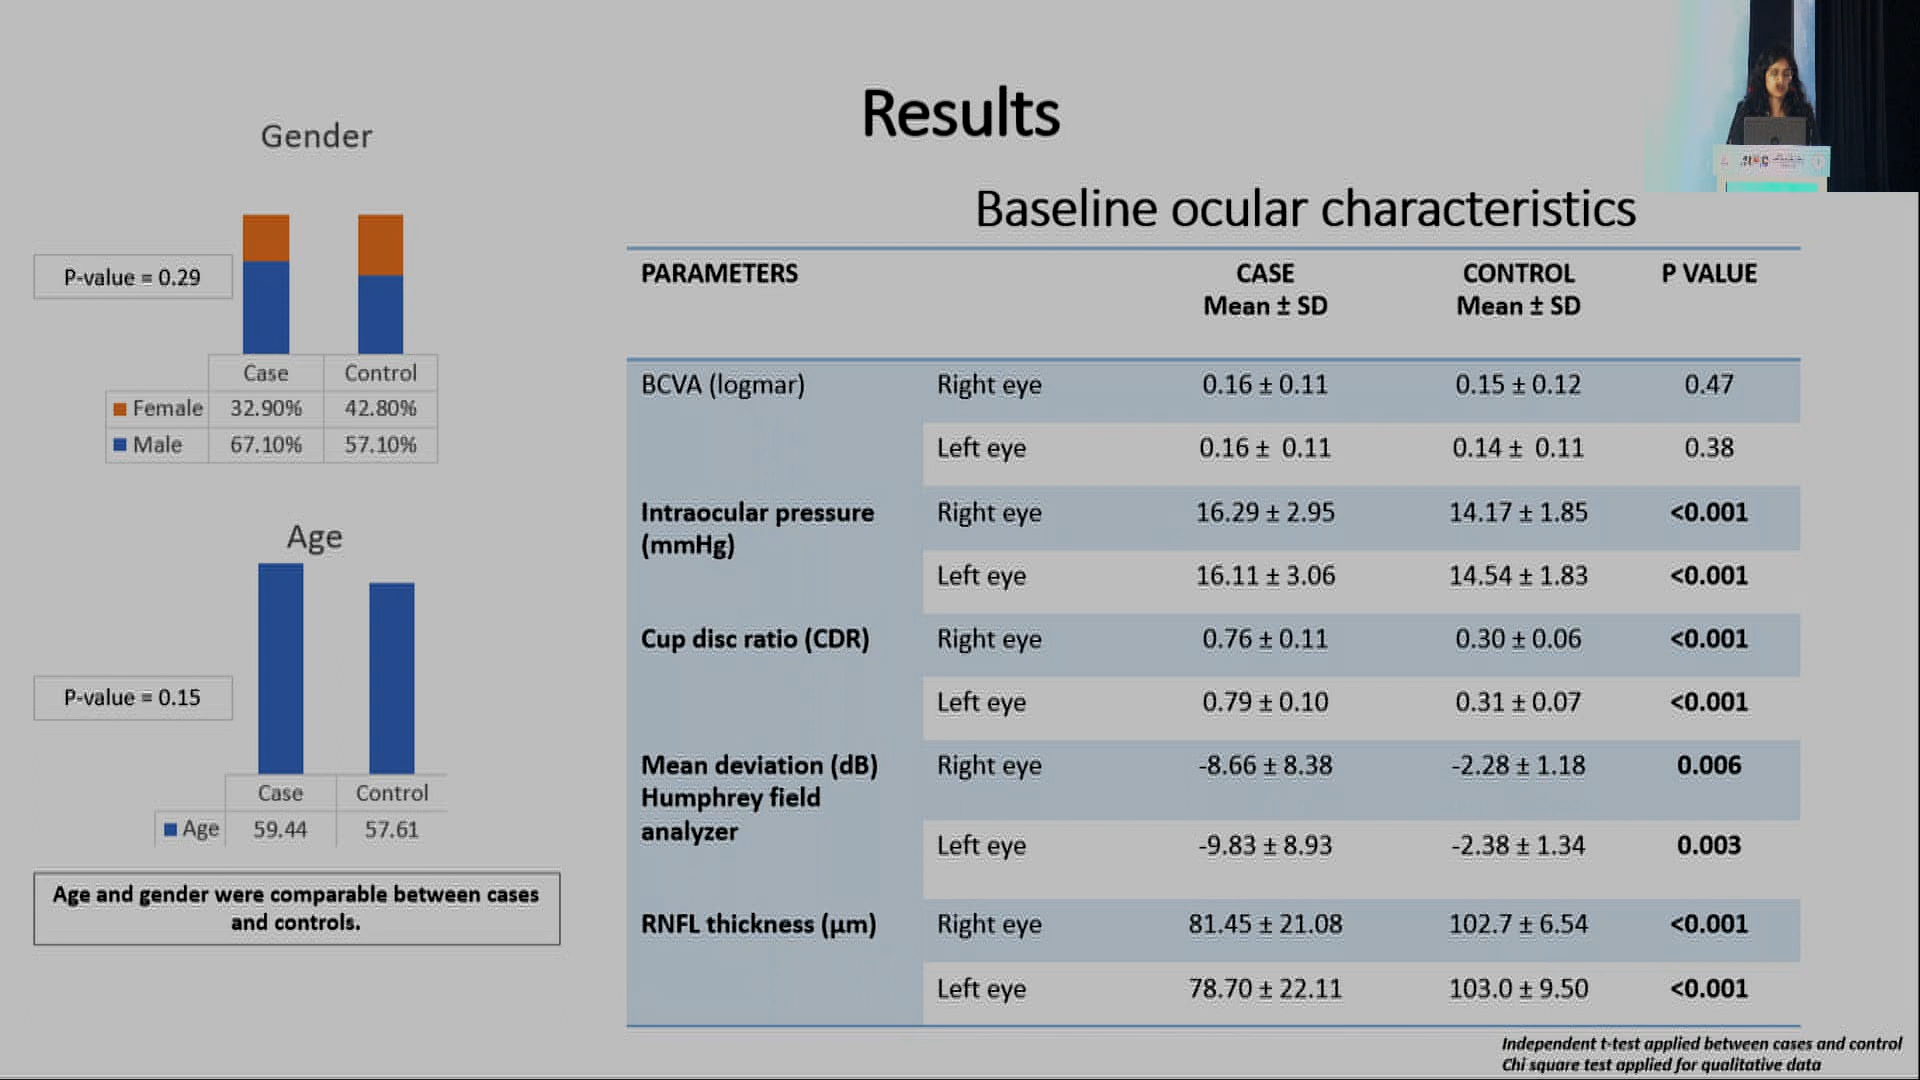 Results
Gender
P-value = 0.29
Case Control
Female 32.90% 42.80%
Male 67.10% 57.10%
Age
P-value = 0.15
Case Control
Age 59.44 57.61
Age and gender were comparable between cases
and controls.
Baseline ocular characteristics
PARAMETERS CASE CONTROL P VALUE
Mean ± SD Mean ± SD
BCVA (logmar) Right eye 0.16 ± 0.11 0.15 ± 0.12 0.47
Left eye 0.16 ± 0.11 0.14 ± 0.11 0.38
Intraocular pressure Right eye 16.29 ± 2.95 14.17 ± 1.85 <0.001
(mmHg)
Left eye 16.11 ± 3.06 14.54 ± 1.83 <0.001
Cup disc ratio (CDR) Right eye 0.76 ± 0.11 0.30 ± 0.06 <0.001
Left eye 0.79 ± 0.10 0.31 ± 0.07 <0.001
Mean deviation (dB) Right eye -8.66 ± 8.38 -2.28 ± 1.18 0.006
Humphrey field
analyzer
Left eye -9.83 ± 8.93 -2.38 ± 1.34 0.003
RNFL thickness (μm) Right eye 81.45 ± 21.08 102.7 ± 6.54 <0.001
Left eye 78.70 ± 22.11 103.0 ± 9.50 <0.001
Independent t-test applied between cases and control
Chi square test applied for qualitative data